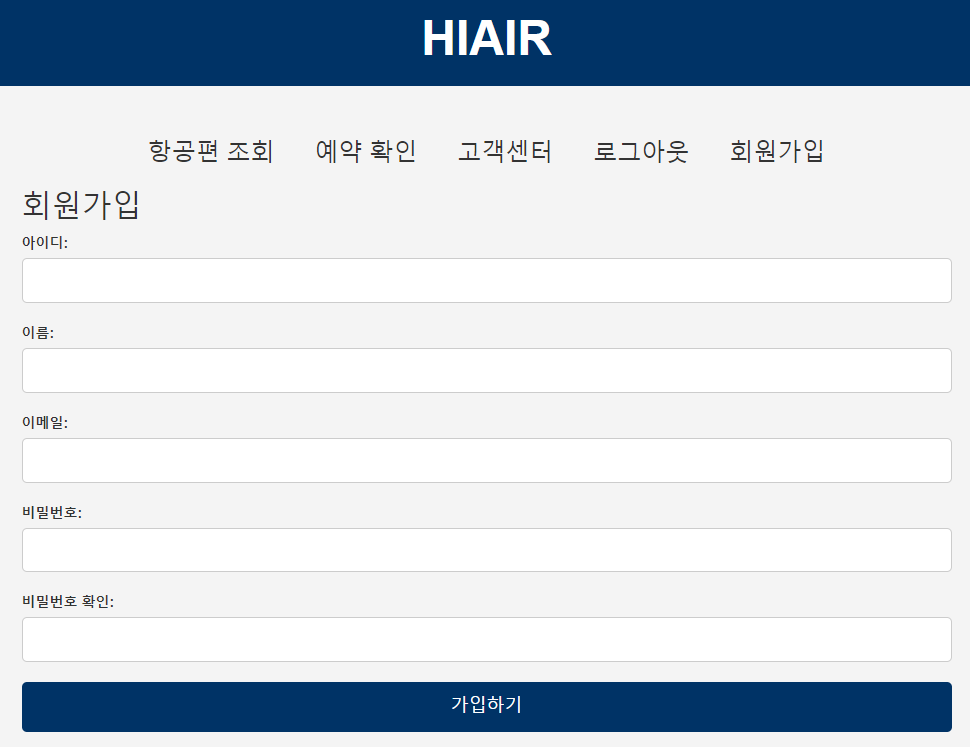 HIAIR
항공편 조회 예약 확인 고객센터 로그아웃 회원가입
회원가입
아이디:
이름:
이메일:
비밀번호:
비밀번호 확인:
가입하기